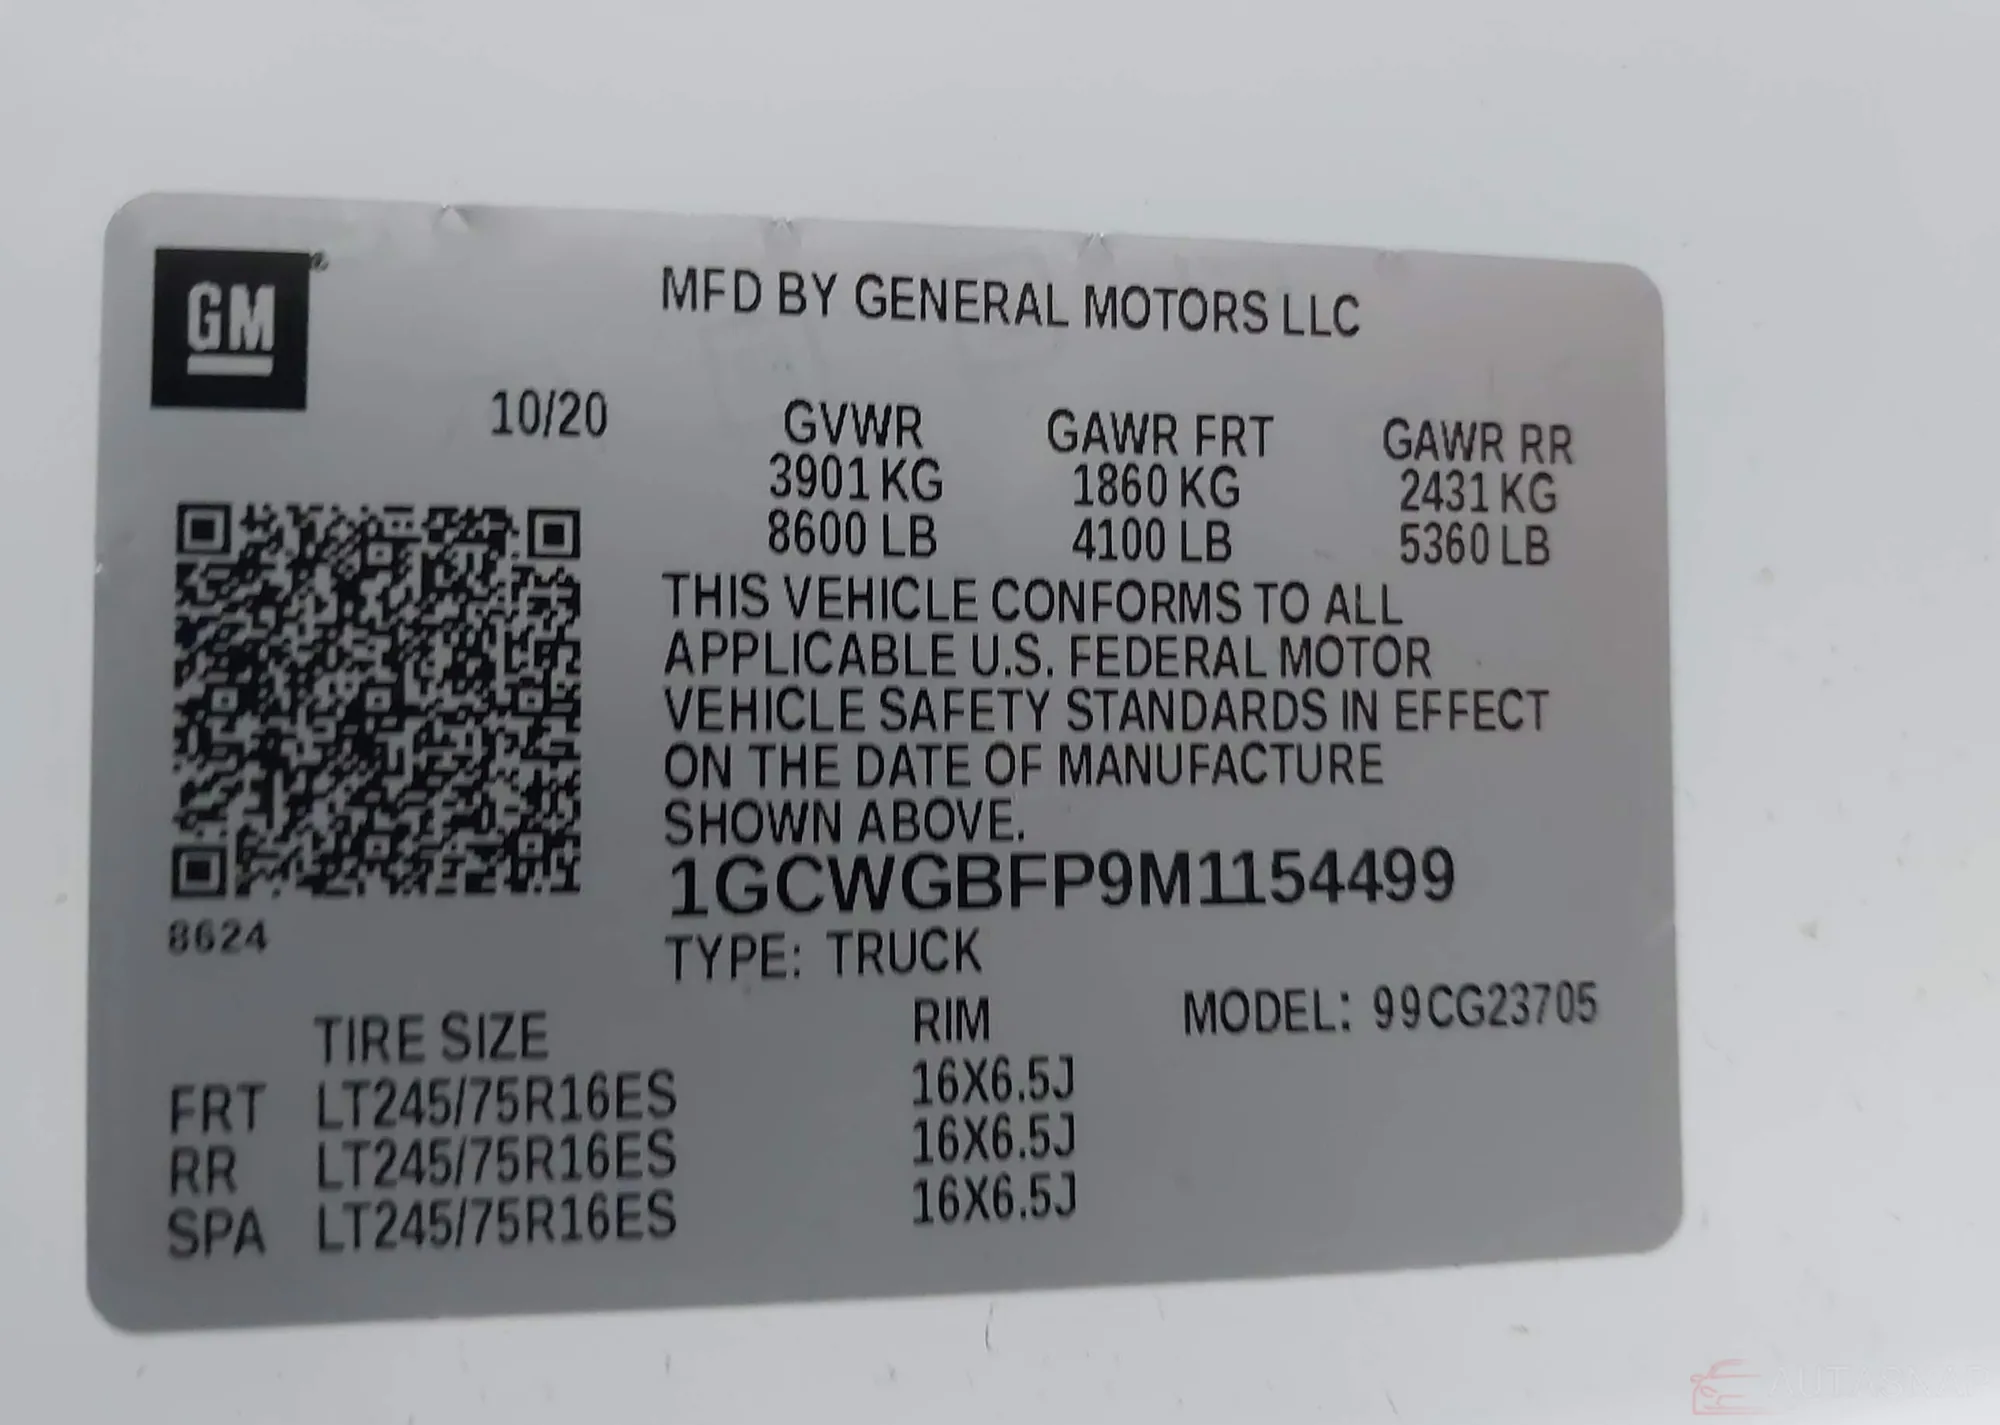 GM
MFD BY GENERAL MOTORS LLC
10/20 GVWR GAWR FRT GAWR RR
3901 KG 1860 KG 2431 KG
8600 LB 4100 LB 5360 LB
THIS VEHICLE CONFORMS TO ALL
APPLICABLE U.S. FEDERAL MOTOR
VEHICLE SAFETY STANDARDS IN EFFECT
ON THE DATE OF MANUFACTURE
SHOWN ABOVE.
1GCWGBFP9M1154499
8624
TYPE: TRUCK
TIRE SIZE RIM MODEL: 99CG23705
FRT LT245/75R16ES 16X6.5J
RR LT245/75R16ES 16X6.5J
SPA LT245/75R16ES 16X6.5J